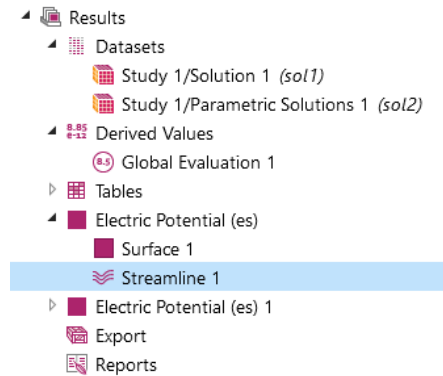 Results
Datasets
Study 1/Solution 1 (sol1)
Study 1/Parametric Solutions 1 (sol2)
8.85
e-12 Derived Values
8.5 Global Evaluation 1
Tables
Electric Potential (es)
Surface 1
Streamline 1
Electric Potential (es) 1
Export
Reports